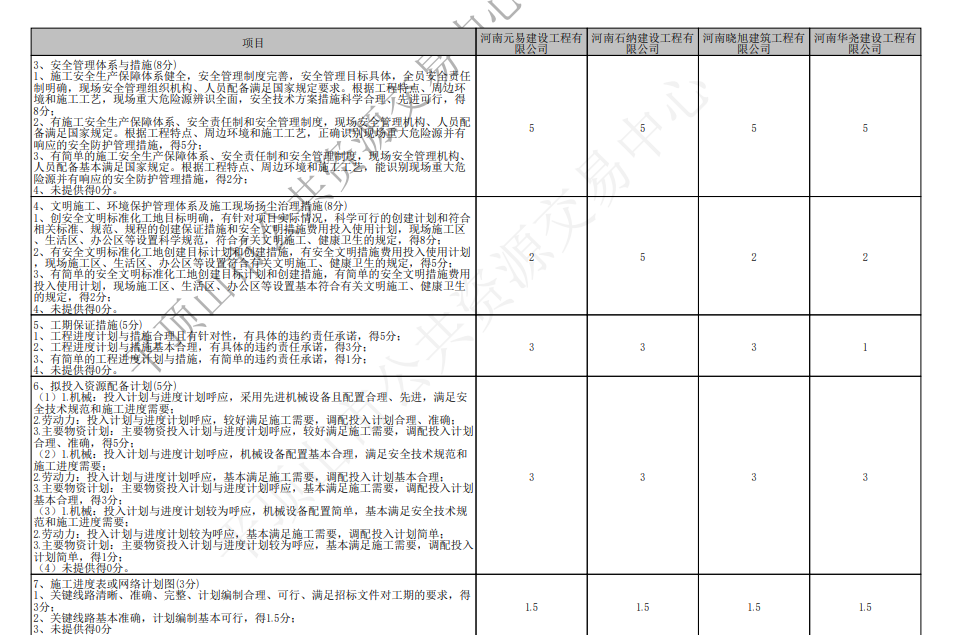 项目
河南元易建设工程有
限公司
河南石纳建设工程有
限公司
河南晓旭建筑工程有
限公司
河南华尧建设工程有
限公司
3、安全管理体系与措施(8分)
1、施工安全生产保障体系健全，安全管理制度完善，安全管理目标具体，全员安全责任
制明确，现场安全管理组织机构、人员配备满足国家规定要求。根据工程特点、周边环
境和施工工艺，现场重大危险源辨识全面，安全技术方案措施科学合理、先进可行，得
8分；
2、有施工安全生产保障体系、安全责任制和安全管理制度，现场安全管理机构、人员配
备满足国家规定。根据工程特点、周边环境和施工工艺，正确识别现场重大危险源并有
响应的安全防护管理措施，得5分；
3、有简单的施工安全生产保障体系、安全责任制和安全管理制度，现场安全管理机构、
人员配备基本满足国家规定。根据工程特点、周边环境和施工工艺，能识别现场重大危
险源并有响应的安全防护管理措施，得2分；
4、未提供得0分。
5
5
5
5
4、文明施工、环境保护管理体系及施工现场扬尘治理措施(8分)
1、创安全文明标准化工地目标明确，有针对项目实际情况，科学可行的创建计划和符合
相关标准、规范、规程的创建保证措施和安全文明措施费用投入使用计划，现场施工区
、生活区、办公区等设置科学规范，符合有关文明施工、健康卫生的规定，得8分；
2、有安全文明标准化工地创建目标计划和创建措施，有安全文明措施费用投入使用计划
，现场施工区、生活区、办公区等设置符合有关文明施工、健康卫生的规定，得5分；
3、有简单的安全文明标准化工地创建目标计划和创建措施，有简单的安全文明措施费用
投入使用计划，现场施工区、生活区、办公区等设置基本符合有关文明施工、健康卫生
的规定，得2分；
4、未提供得0分。
2
5
2
2
5、工期保证措施(5分)
1、工程进度计划与措施合理且有针对性，有具体的违约责任承诺，得5分；
2、工程进度计划与措施基本合理，有具体的违约责任承诺，得3分；
3、有简单的工程进度计划与措施，有简单的违约责任承诺，得1分；
4、未提供得0分。
3
3
3
1
6、拟投入资源配备计划(5分)
（1）1.机械：投入计划与进度计划呼应，采用先进机械设备且配置合理、先进，满足安
全技术规范和施工进度需要；
2.劳动力：投入计划与进度计划呼应，较好满足施工需要，调配投入计划合理、准确；
3.主要物资计划：主要物资投入计划与进度计划呼应，较好满足施工需要，调配投入计划
合理、准确，得5分；
（2）1.机械：投入计划与进度计划呼应，机械设备配置基本合理，满足安全技术规范和
施工进度需要；
2.劳动力：投入计划与进度计划呼应，基本满足施工需要，调配投入计划基本合理；
3.主要物资计划：主要物资投入计划与进度计划呼应，基本满足施工需要，调配投入计划
基本合理，得3分；
（3）1.机械：投入计划与进度计划较为呼应，机械设备配置简单，基本满足安全技术规
范和施工进度需要；
2.劳动力：投入计划与进度计划较为呼应，基本满足施工需要，调配投入计划简单；
3.主要物资计划：主要物资投入计划与进度计划较为呼应，基本满足施工需要，调配投入
计划简单，得1分；
（4）未提供得0分。
3
3
3
3
7、施工进度表或网络计划图(3分)
1、关键线路清晰、准确、完整、计划编制合理、可行、满足招标文件对工期的要求，得
3分；
2、关键线路基本准确，计划编制基本可行，得1.5分；
3、未提供得0分
1.5
1.5
1.5
1.5
平顶山公共资源交易中心
平顶山公共资源交易中心